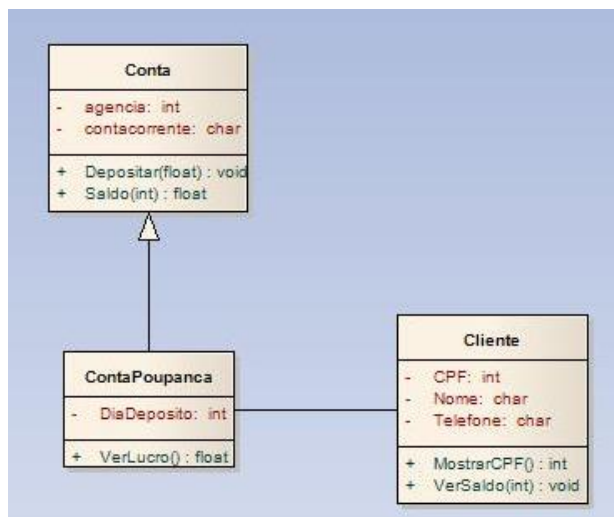 Conta
- agencia: int
- contacorrente: char
+ Depositar(float) : void
+ Saldo(int) : float
ContaPoupanca
- DiaDeposito: int
+ VerLucro() : float
Cliente
- CPF: int
- Nome: char
- Telefone: char
+ MostrarCPF() : int
+ VerSaldo(int) : void